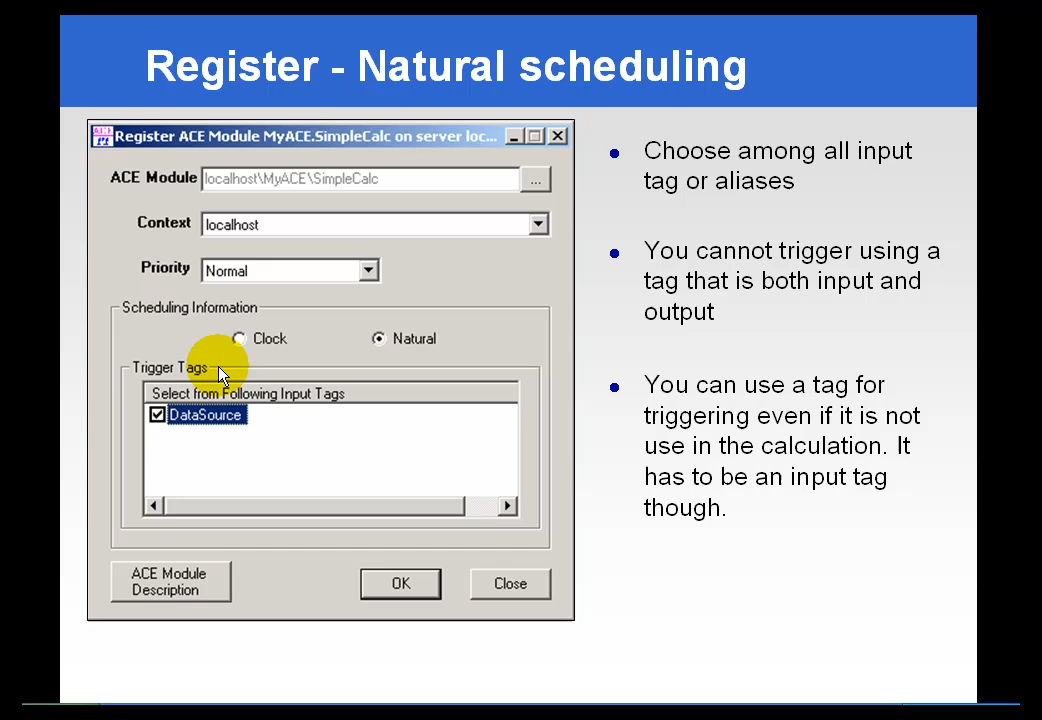 Register - Natural scheduling
Register ACE Module MyACE.SimpleCalc on server loc...
ACE Module localhost\MyACE\SimpleCalc ...
Context localhost
Priority Normal
Scheduling Information
Clock Natural
Trigger Tags
Select from Following Input Tags
DataSource
ACE Module
Description
OK Close
Choose among all input
tag or aliases
You cannot trigger using a
tag that is both input and
output
You can use a tag for
triggering even if it is not
use in the calculation. It
has to be an input tag
though.